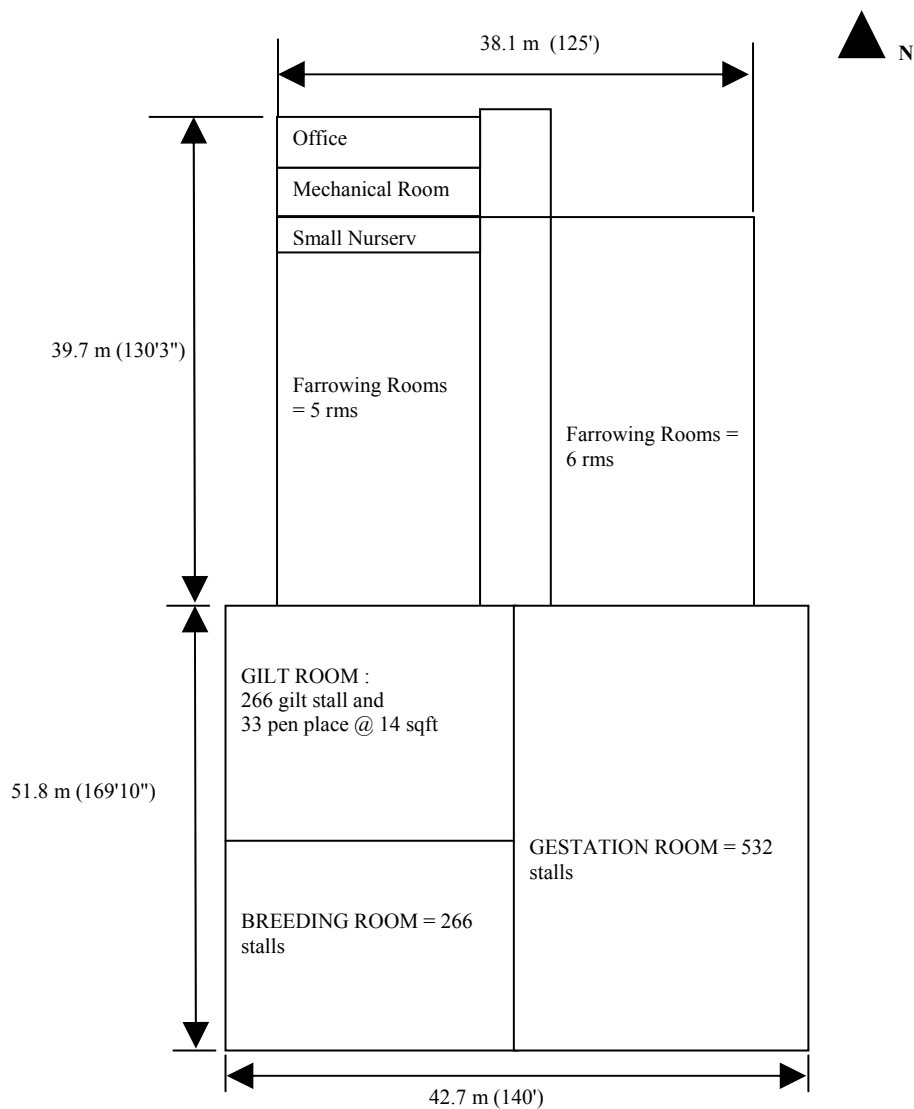 38.1 m (125')
N
Office
Mechanical Room
Small Nurserv
39.7 m (130'3")
Farrowing Rooms
= 5 rms
Farrowing Rooms =
6 rms
GILT ROOM :
266 gilt stall and
33 pen place @ 14 sqft
51.8 m (169'10")
GESTATION ROOM = 532
stalls
BREEDING ROOM = 266
stalls
42.7 m (140')